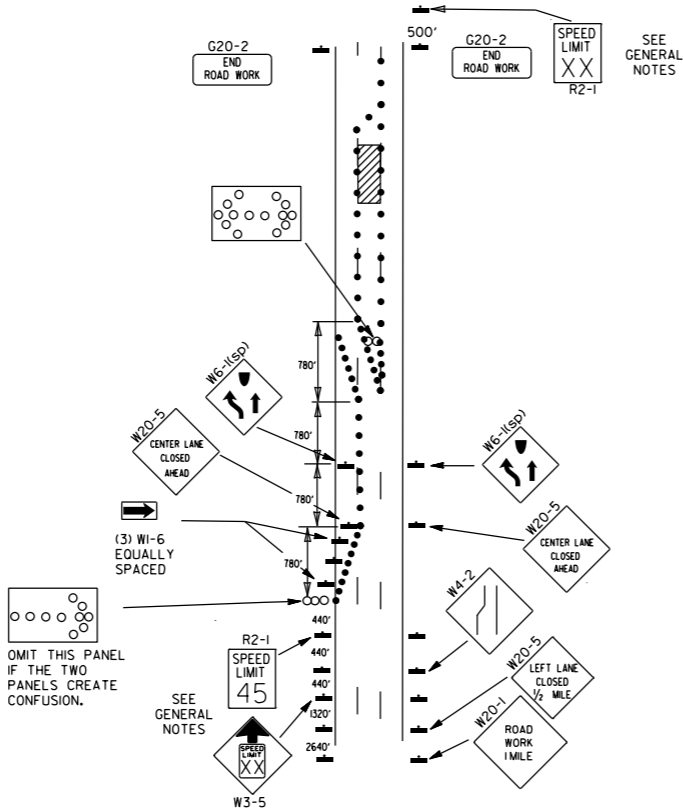 500'
G20-2
END
ROAD WORK
G20-2
END
ROAD WORK
SPEED
LIMIT
XX
R2-1
SEE
GENERAL
NOTES
780'
W6-1(sp)
780'
W20-5
CENTER LANE
CLOSED
AHEAD
780'
W6-1(sp)
(3) W1-6
EQUALLY
SPACED
780'
W20-5
CENTER LANE
CLOSED
AHEAD
OMIT THIS PANEL
IF THE TWO
PANELS CREATE
CONFUSION.
440'
R2-1
SPEED
LIMIT
45
440'
W4-2
440'
SEE
GENERAL
NOTES
1320'
W20-5
LEFT LANE
CLOSED
1/2 MILE
2640'
W20-1
ROAD
WORK
1 MILE
SPEED
LIMIT
XX
W3-5